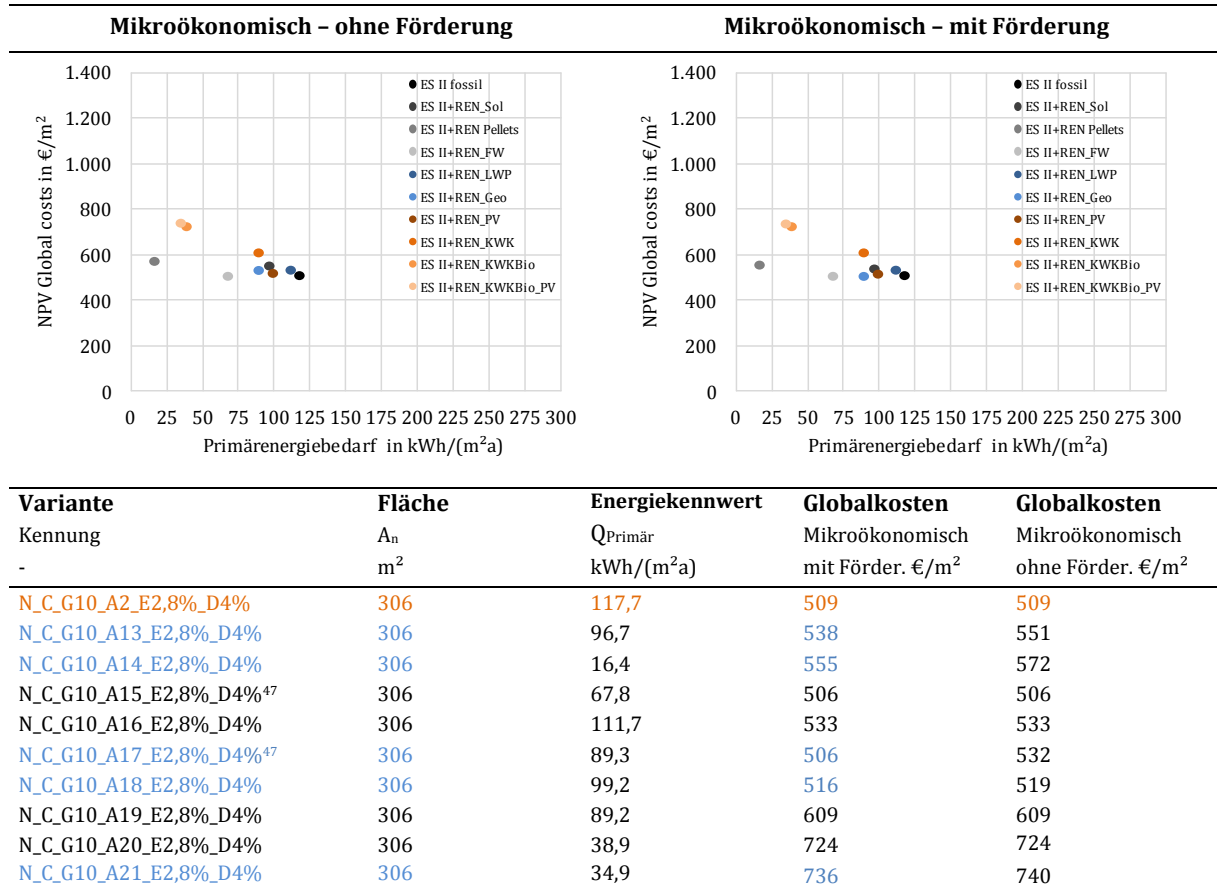 Mikroökonomisch – ohne Förderung
NPV Global costs in €/m²
1.400
1.200
1.000
800
600
400
200
0
0 25 50 75 100 125 150 175 200 225 250 275 300
Primärenergiebedarf in kWh/(m²a)
ES II fossil
ES II+REN_Sol
ES II+REN Pellets
ES II+REN_FW
ES II+REN_LWP
ES II+REN_Geo
ES II+REN_PV
ES II+REN_KWK
ES II+REN_KWKBio
ES II+REN_KWKBio_PV
Mikroökonomisch – mit Förderung
NPV Global costs in €/m²
1.400
1.200
1.000
800
600
400
200
0
0 25 50 75 100 125 150 175 200 225 250 275 300
Primärenergiebedarf in kWh/(m²a)
ES II fossil
ES II+REN_Sol
ES II+REN Pellets
ES II+REN_FW
ES II+REN_LWP
ES II+REN_Geo
ES II+REN_PV
ES II+REN_KWK
ES II+REN_KWKBio
ES II+REN_KWKBio_PV
Variante Fläche Energiekennwert Globalkosten Globalkosten
Kennung An QPrimär Mikroökonomisch Mikroökonomisch
- m² kWh/(m²a) mit Förder. €/m² ohne Förder. €/m²
N_C_G10_A2_E2,8%_D4% 306 117,7 509 509
N_C_G10_A13_E2,8%_D4% 306 96,7 538 551
N_C_G10_A14_E2,8%_D4% 306 16,4 555 572
N_C_G10_A15_E2,8%_D4%⁴⁷ 306 67,8 506 506
N_C_G10_A16_E2,8%_D4% 306 111,7 533 533
N_C_G10_A17_E2,8%_D4%⁴⁷ 306 89,3 506 532
N_C_G10_A18_E2,8%_D4% 306 99,2 516 519
N_C_G10_A19_E2,8%_D4% 306 89,2 609 609
N_C_G10_A20_E2,8%_D4% 306 38,9 724 724
N_C_G10_A21_E2,8%_D4% 306 34,9 736 740